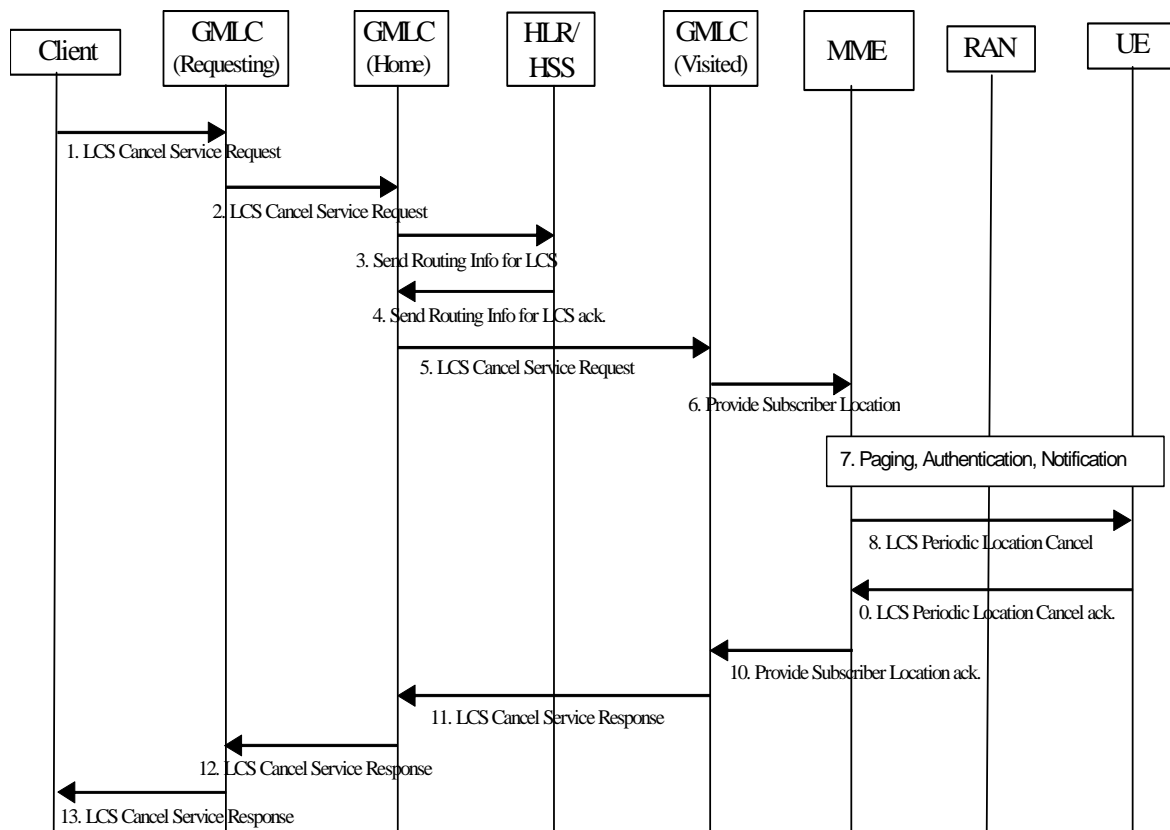 Client
GMLC
(Requesting)
GMLC
(Home)
HLR/
HSS
GMLC
(Visited)
MME
RAN
UE
1. LCS Cancel Service Request
2. LCS Cancel Service Request
3. Send Routing Info for LCS
4. Send Routing Info for LCS ack.
5. LCS Cancel Service Request
6. Provide Subscriber Location
7. Paging, Authentication, Notification
8. LCS Periodic Location Cancel
0. LCS Periodic Location Cancel ack.
10. Provide Subscriber Location ack.
11. LCS Cancel Service Response
12. LCS Cancel Service Response
13. LCS Cancel Service Response